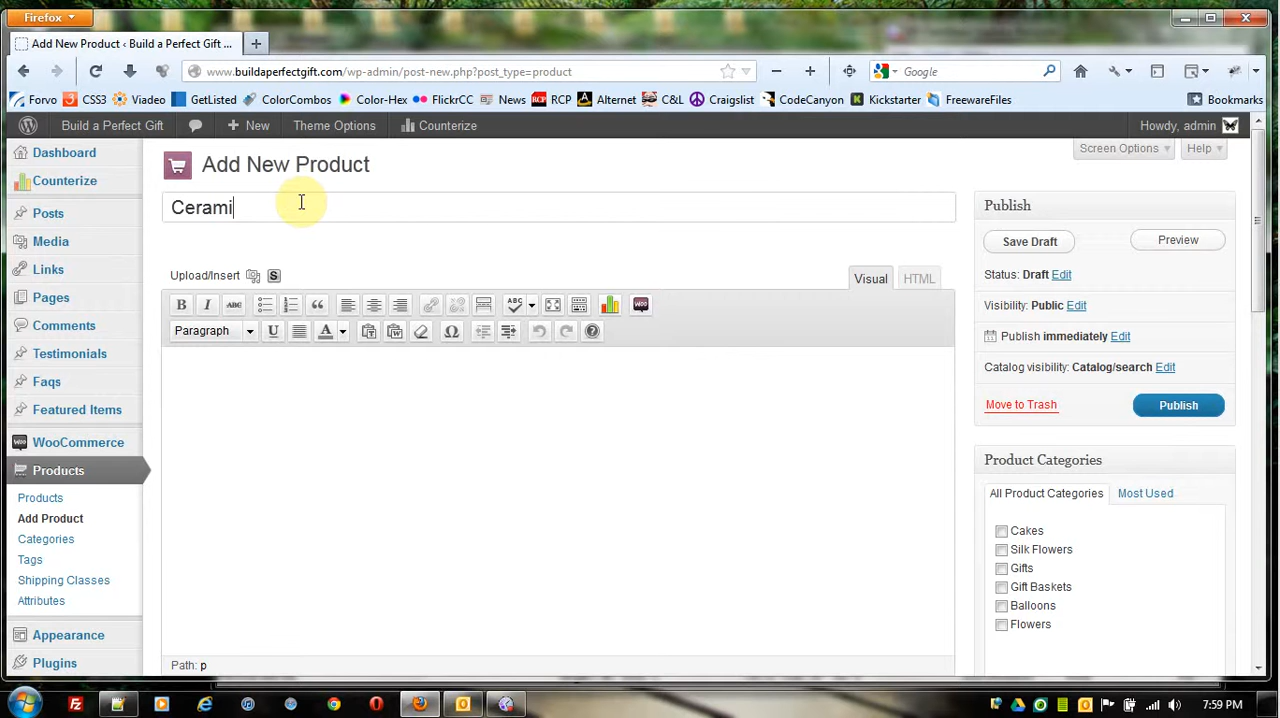 Firefox
Add New Product ‹ Build a Perfect Gift ...
www.buildaperfectgift.com/wp-admin/post-new.php?post_type=product
Google
Forvo CSS3 Viadeo GetListed ColorCombos Color-Hex FlickrCC News RCP Alternet C&L Craigslist CodeCanyon Kickstarter FreewareFiles Bookmarks
Build a Perfect Gift + New Theme Options Counterize Howdy, admin
Dashboard
Counterize
Posts
Media
Links
Pages
Comments
Testimonials
Faqs
Featured Items
WooCommerce
Products
Products
Add Product
Categories
Tags
Shipping Classes
Attributes
Appearance
Plugins
Screen Options Help
Add New Product
Cerami
Upload/Insert S
Visual HTML
B I ABC ABC
Paragraph U A Ω
Path: p
Publish
Save Draft Preview
Status: Draft Edit
Visibility: Public Edit
Publish immediately Edit
Catalog visibility: Catalog/search Edit
Move to Trash Publish
Product Categories
All Product Categories Most Used
Cakes
Silk Flowers
Gifts
Gift Baskets
Balloons
Flowers
7:59 PM